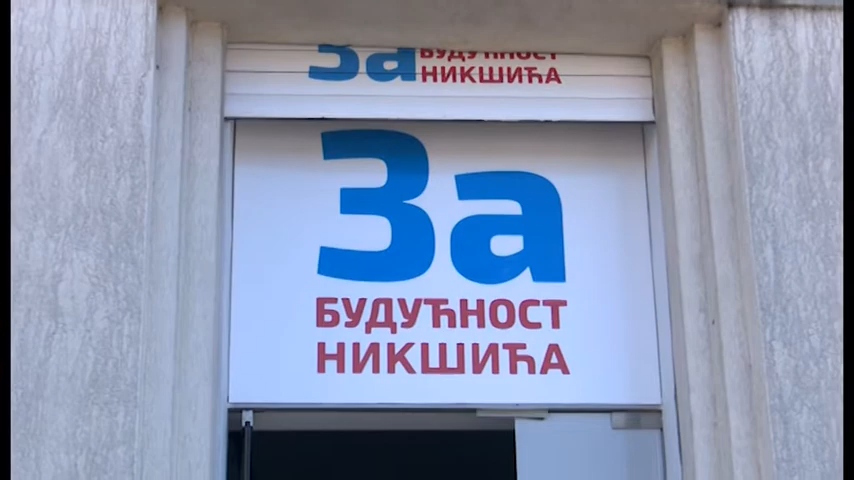 За БУДУЋНОСТ
НИКШИЋА
За
БУДУЋНОСТ
НИКШИЋА